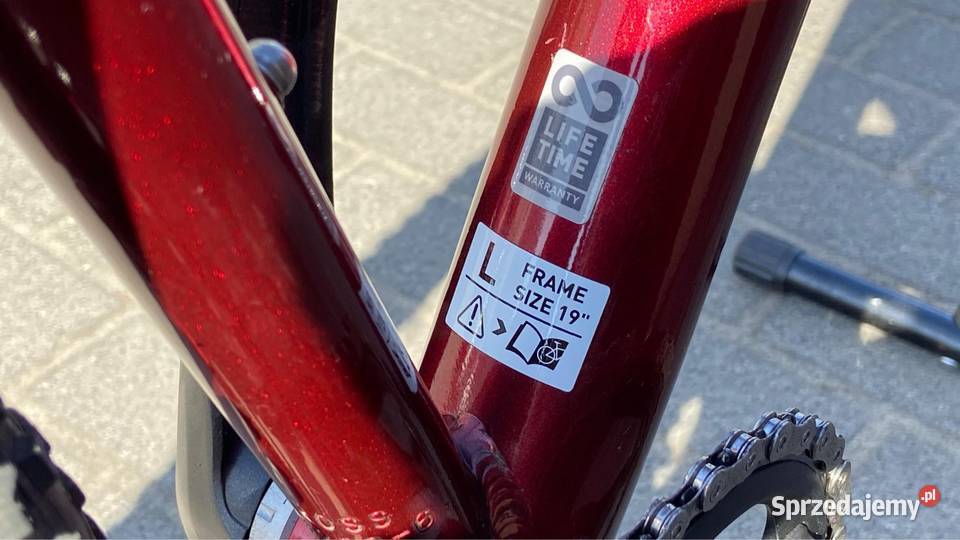 LIFE
TIME
WARRANTY
L FRAME
SIZE 19"
Sprzedajemy.pl